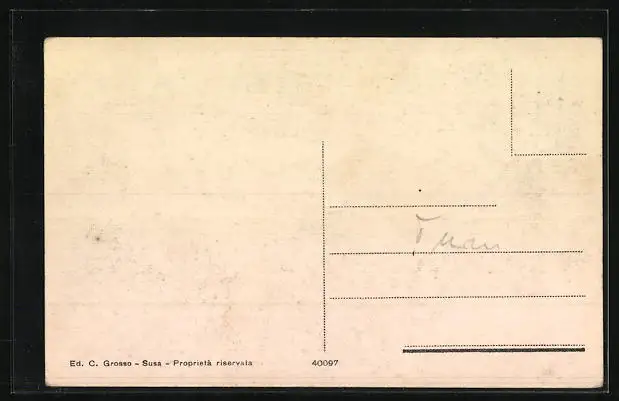 Ed. C. Grosso - Susa - Proprietà riservata 40097